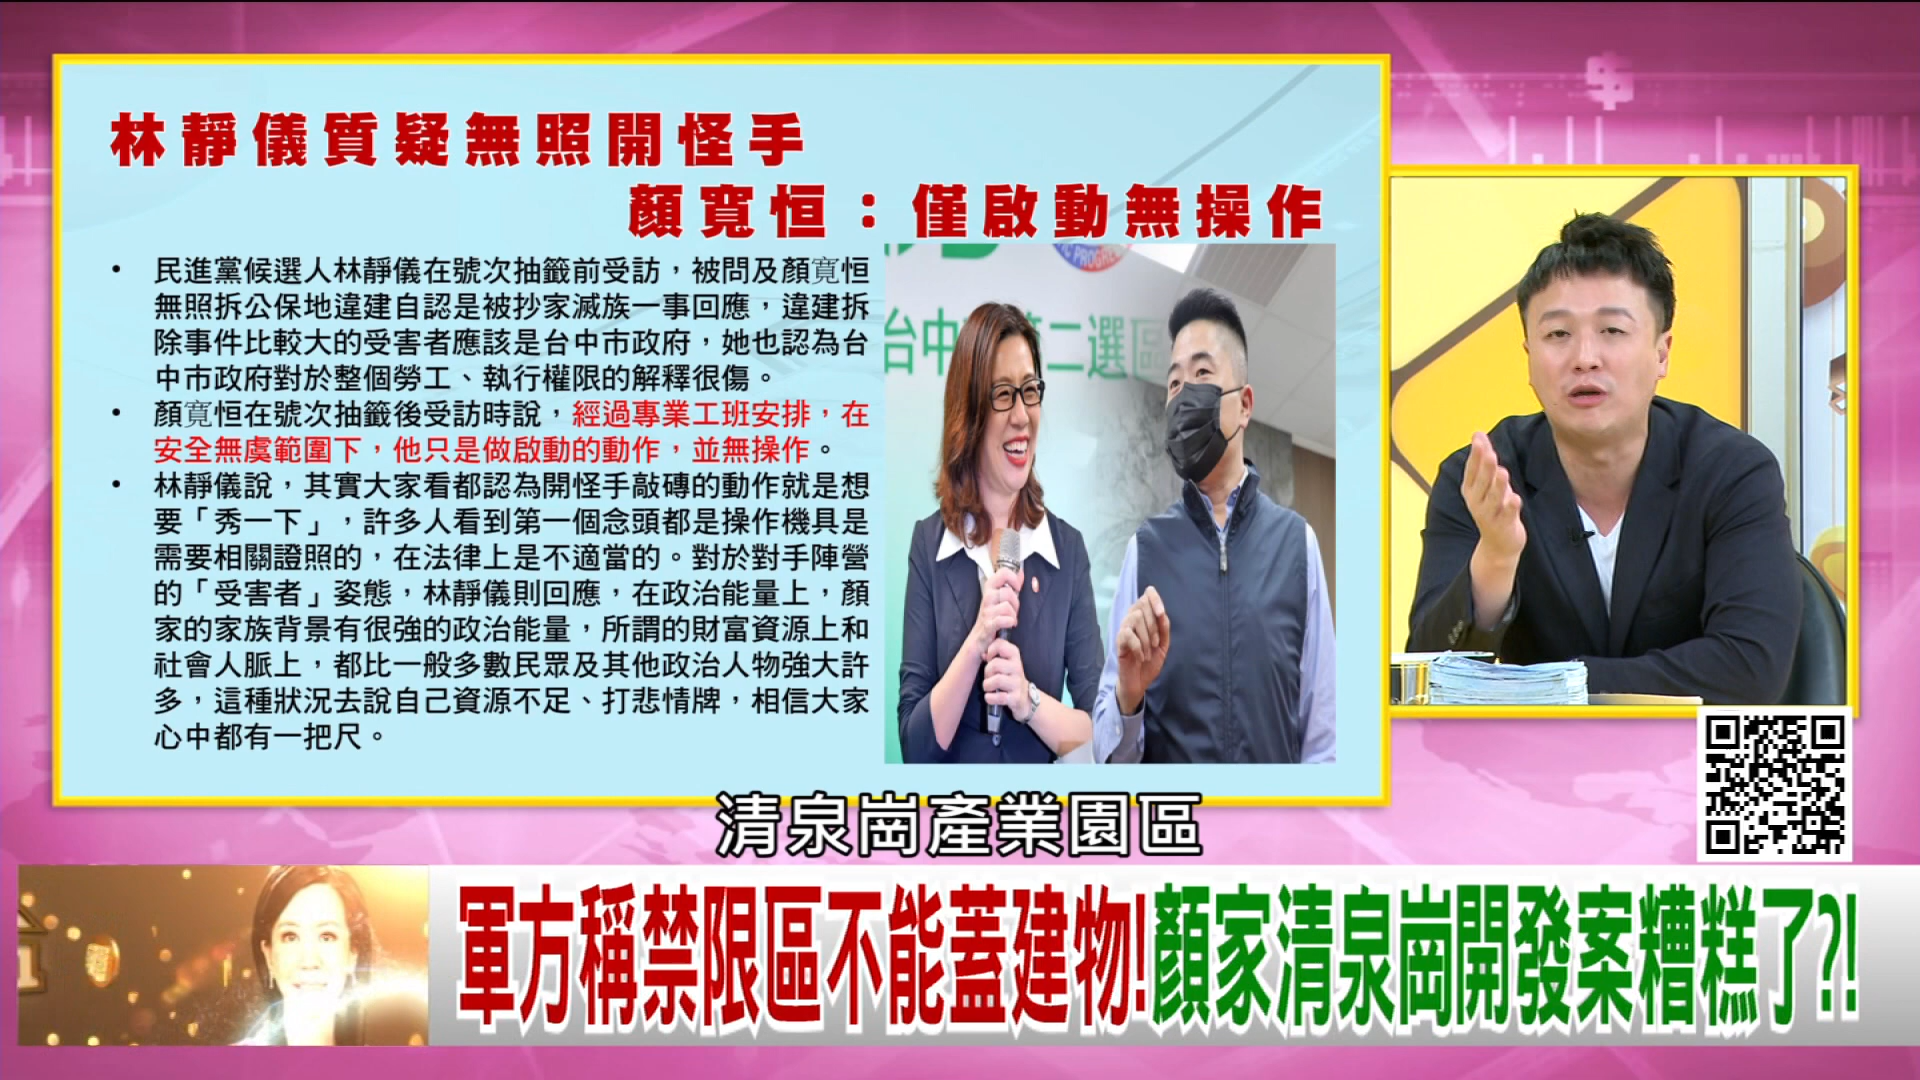 林靜儀質疑無照開怪手
顏寬恒：僅啟動無操作
• 民進黨候選人林靜儀在號次抽籤前受訪，被問及顏寬恒
無照拆公保地違建自認是被抄家滅族一事回應，違建拆
除事件比較大的受害者應該是台中市政府，她也認為台
中市政府對於整個勞工、執行權限的解釋很傷。
• 顏寬恒在號次抽籤後受訪時說，經過專業工班安排，在
安全無虞範圍下，他只是做啟動的動作，並無操作。
• 林靜儀說，其實大家看都認為開怪手敲磚的動作就是想
要「秀一下」，許多人看到第一個念頭都是操作機具是
需要相關證照的，在法律上是不適當的。對於對手陣營
的「受害者」姿態，林靜儀則回應，在政治能量上，顏
家的家族背景有很強的政治能量，所謂的財富資源上和
社會人脈上，都比一般多數民眾及其他政治人物強大許
多，這種狀況去說自己資源不足、打悲情牌，相信大家
心中都有一把尺。
台中
二選區
清泉崗產業園區
軍方稱禁限區不能蓋建物!顏家清泉崗開發案糟糕了?!